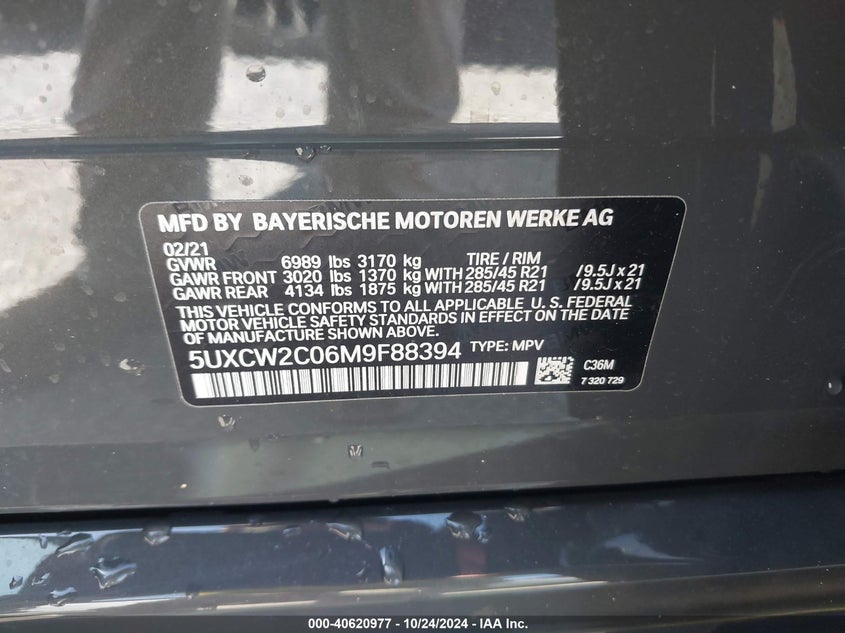 MFD BY BAYERISCHE MOTOREN WERKE AG
02/21
GVWR 6989 lbs 3170 kg TIRE / RIM
GAWR FRONT 3020 lbs 1370 kg WITH 285/45 R21 /9.5J x 21
GAWR REAR 4134 lbs 1875 kg WITH 285/45 R21 /9.5J x 21
THIS VEHICLE CONFORMS TO ALL APPLICABLE U. S. FEDERAL
MOTOR VEHICLE SAFETY STANDARDS IN EFFECT ON THE DATE
OF MANUFACTURE SHOWN ABOVE.
5UXCW2C06M9F88394 TYPE: MPV
C36M
7 320 729
000-40620977 - 10/24/2024 - © IAA, Inc.